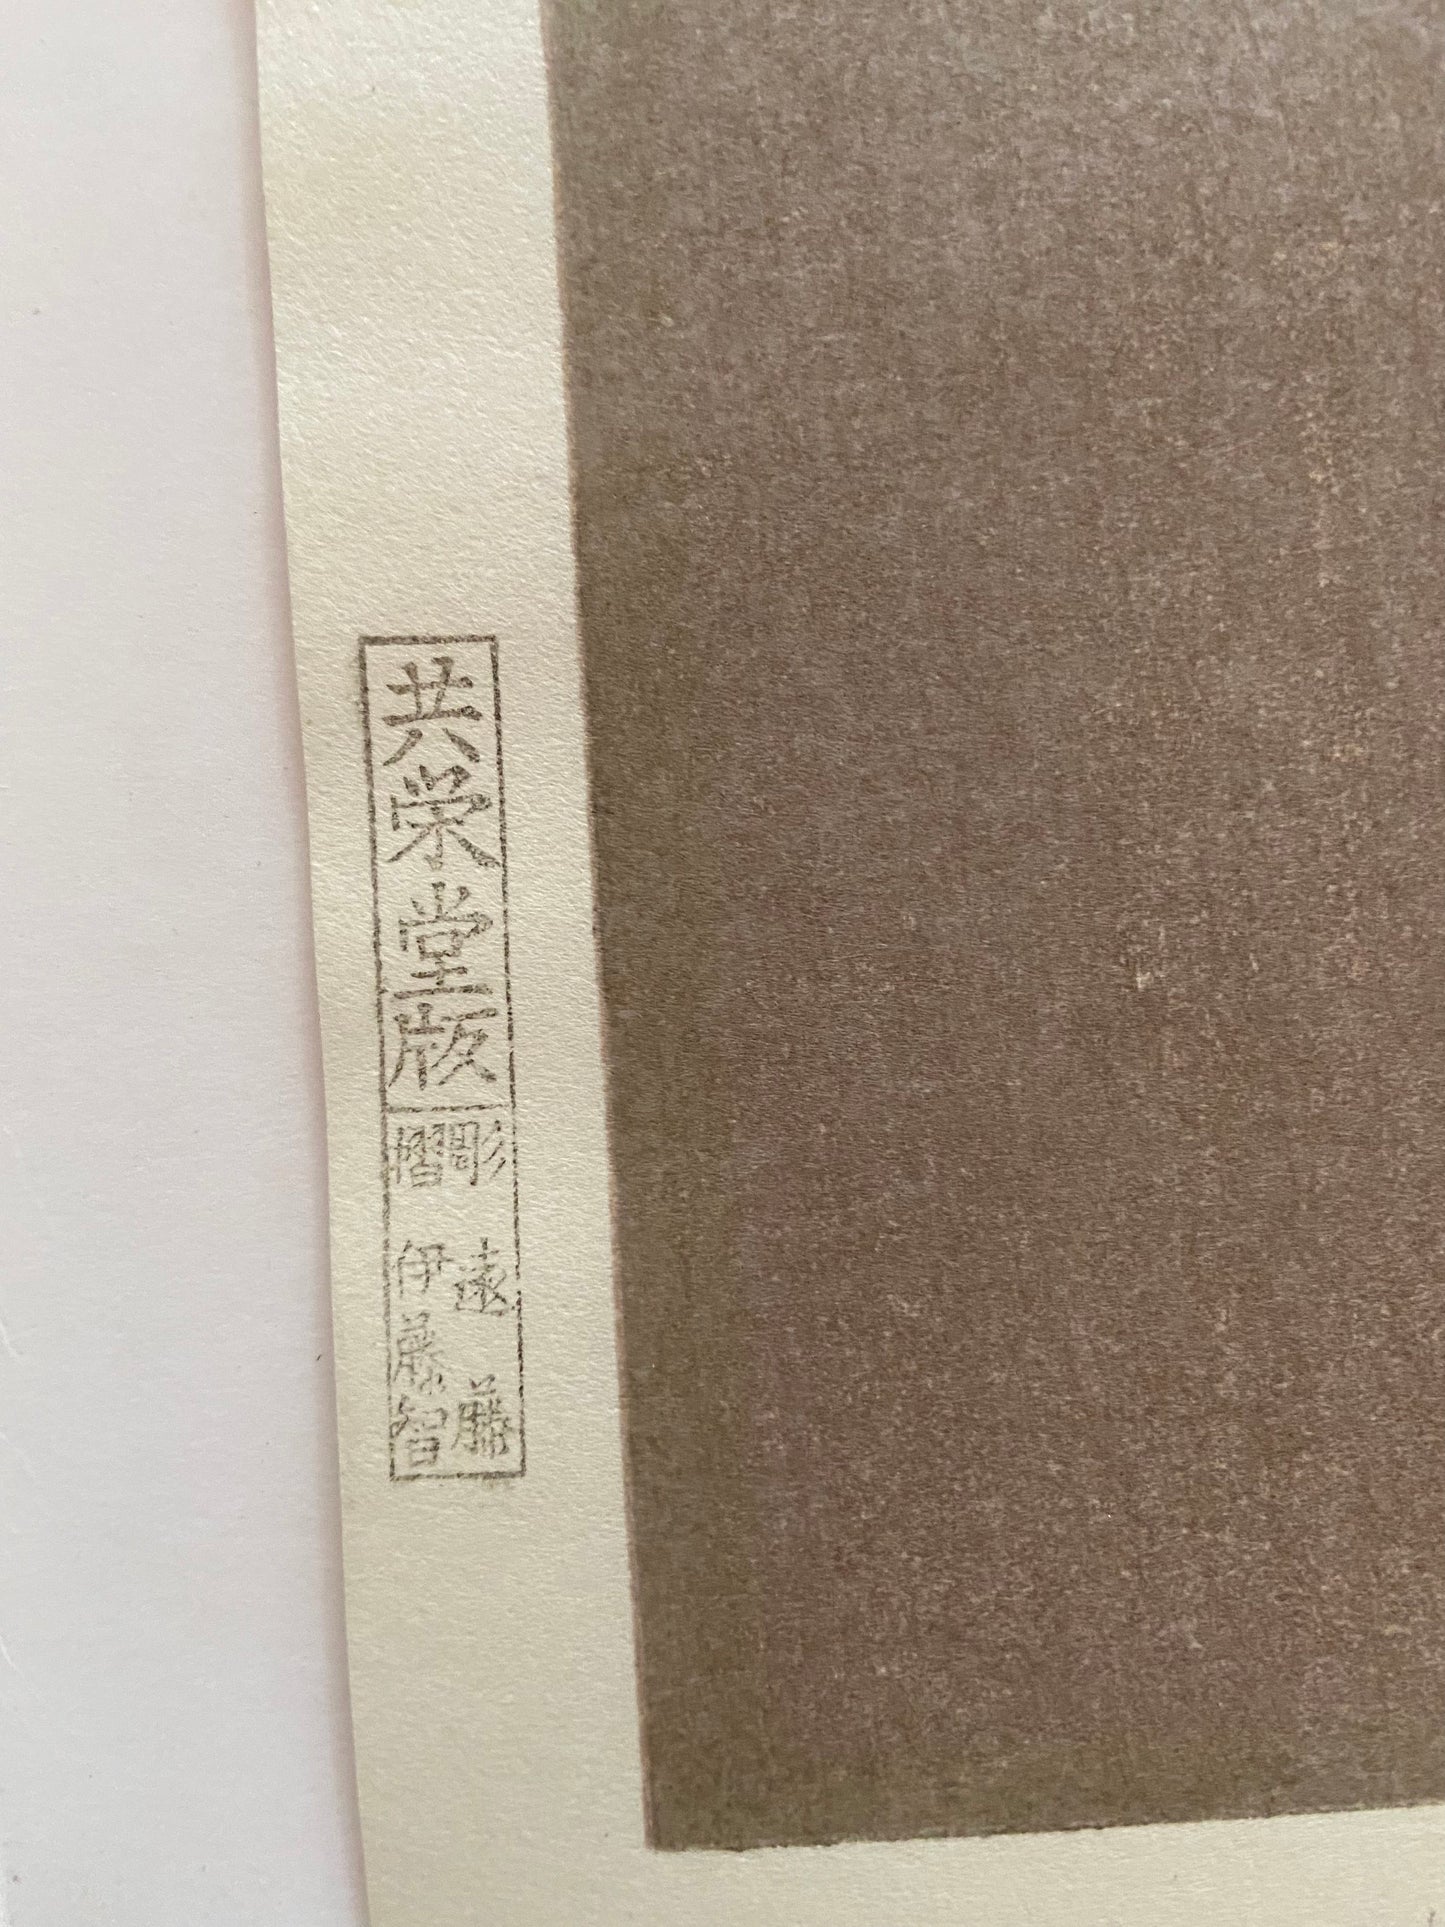 共栄堂版
彫 遠藤
摺 伊藤智